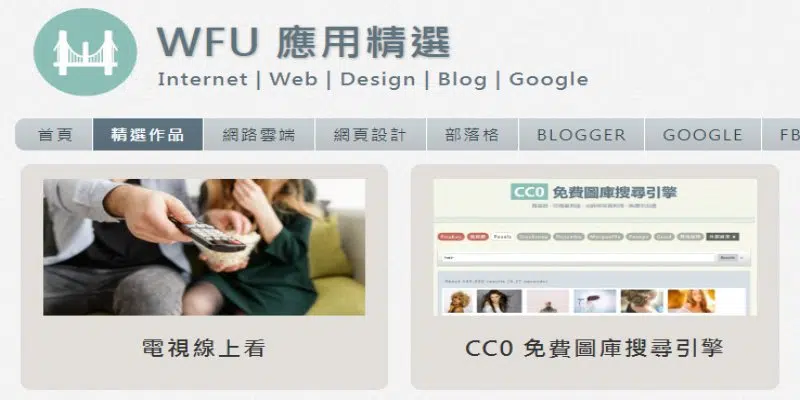 WFU 應用精選
Internet | Web | Design | Blog | Google
首頁 精選作品 網路雲端 網頁設計 部落格 BLOGGER GOOGLE FB
CC0 免費圖庫搜尋引擎
Pexels
Search
電視線上看
CC0 免費圖庫搜尋引擎